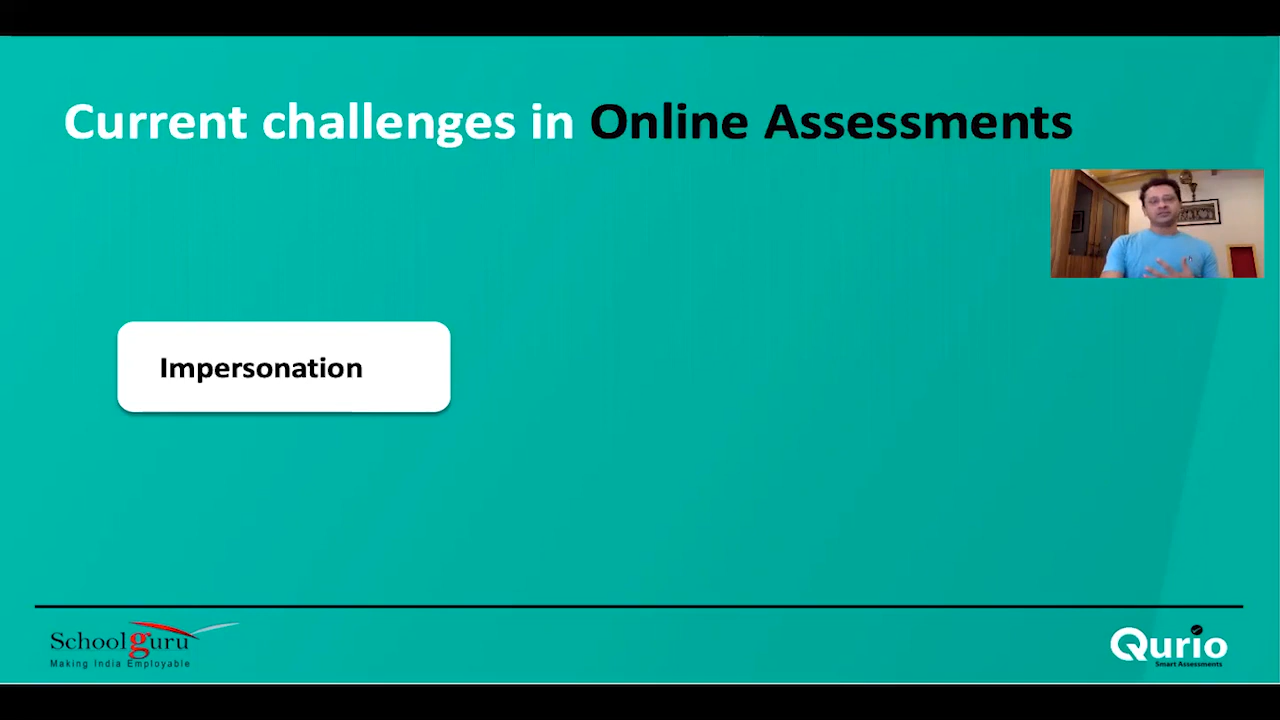 Current challenges in Online Assessments
Impersonation
Schoolguru
Making India Employable
Qurio
Smart Assessments